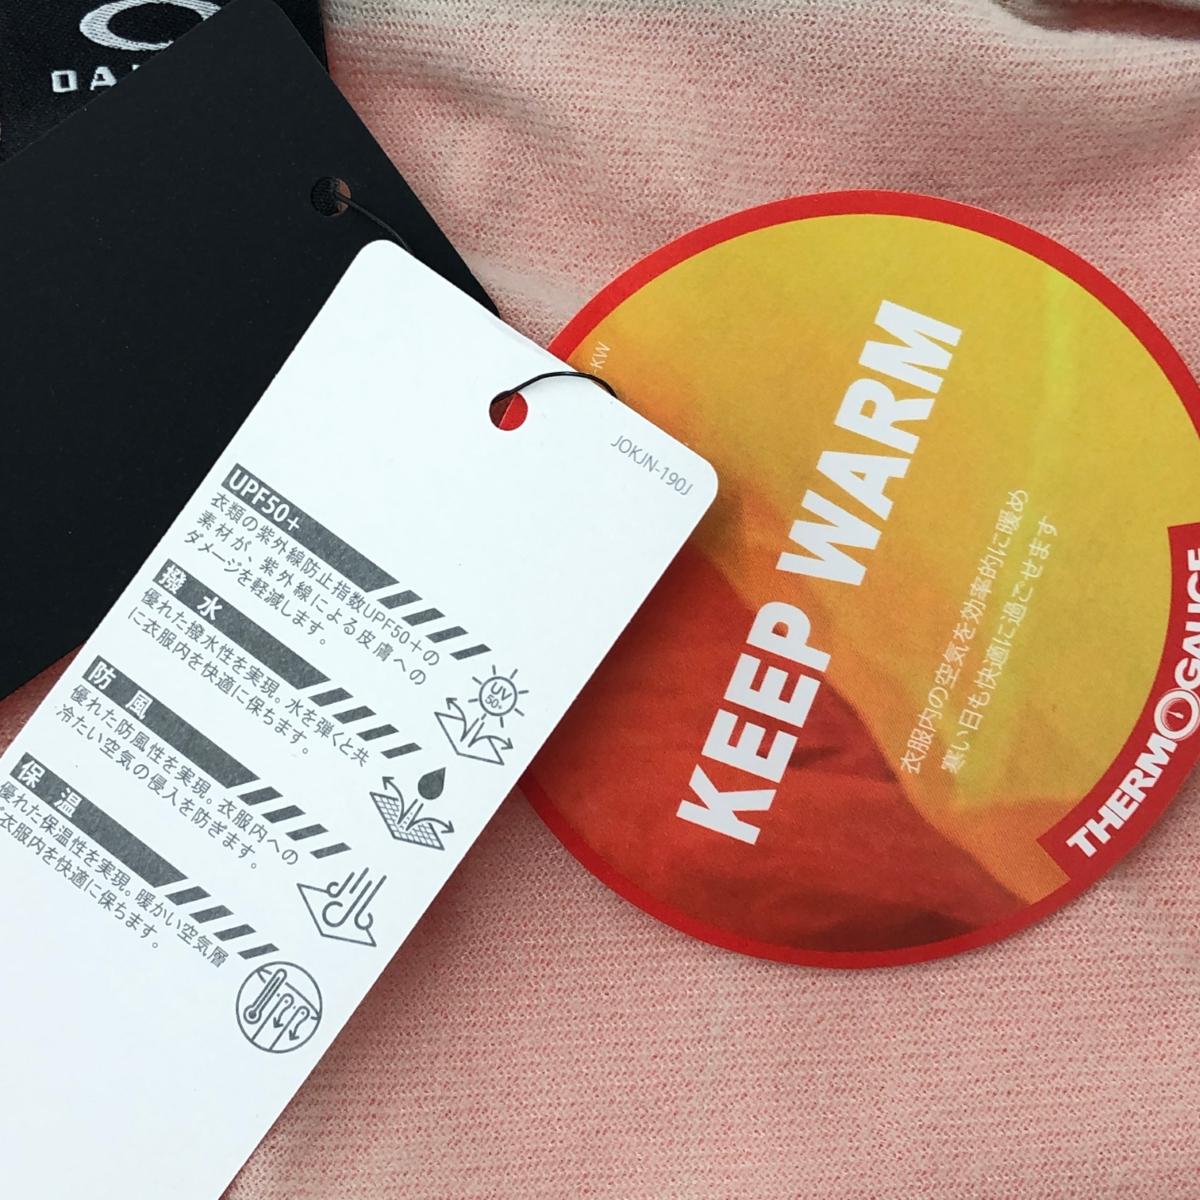 JOKJN-190J
UPF50+
衣類の紫外線防止指数UPF50+の
素材が、紫外線による皮膚への
ダメージを軽減します。
UV
50+
撥 水
優れた撥水性を実現。水を弾くと共
に衣服内を快適に保ちます。
防 風
優れた防風性を実現。衣服内への
冷たい空気の侵入を防ぎます。
保 温
優れた保温性を実現。暖かい空気層
で衣服内を快適に保ちます。
-KW
KEEP WARM
衣服内の空気を効率的に暖め
寒い日も快適に過ごせます
THERMOGAUGE